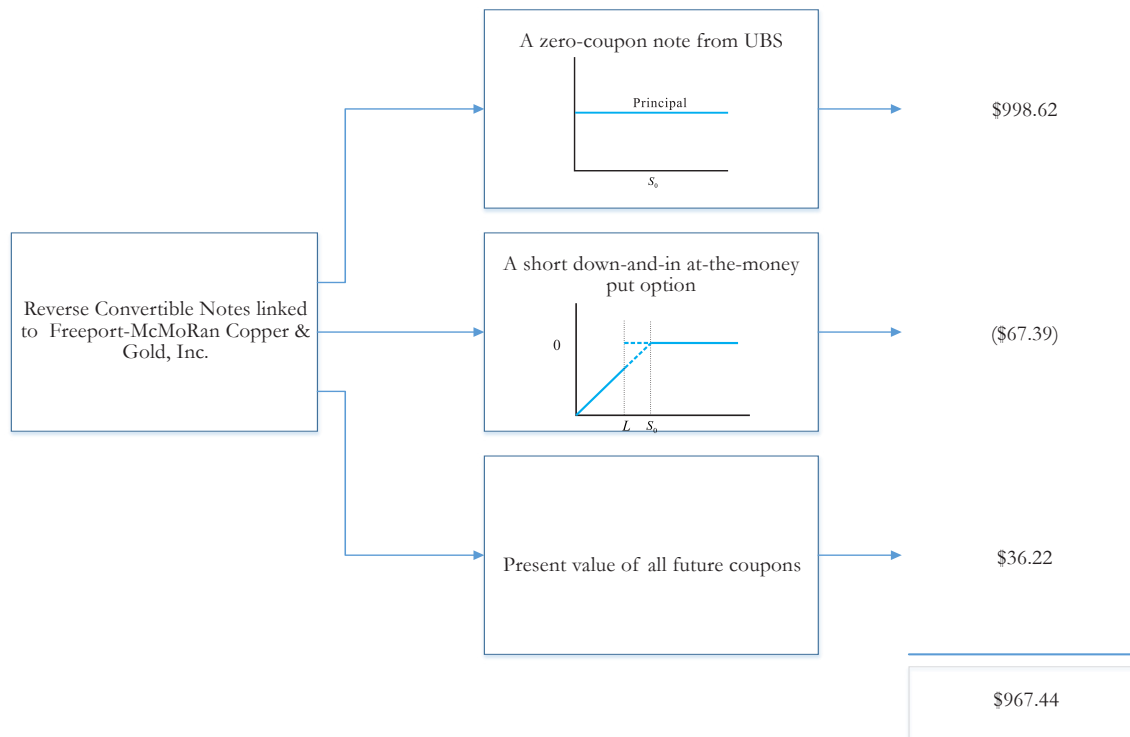 A zero-coupon note from UBS
Principal
S₀
$998.62
Reverse Convertible Notes linked
to Freeport-McMoRan Copper &
Gold, Inc.
A short down-and-in at-the-money
put option
0
L S₀
($67.39)
Present value of all future coupons
$36.22
$967.44